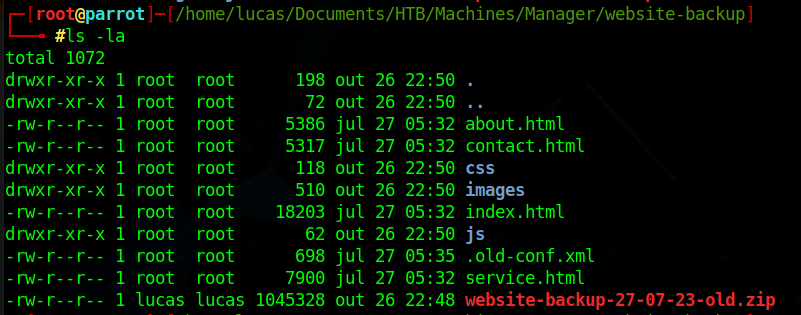 ┌─[root@parrot]─[/home/lucas/Documents/HTB/Machines/Manager/website-backup]
└──╼ #ls -la
total 1072
drwxr-xr-x 1 root  root      198 out 26 22:50 .
drwxr-xr-x 1 root  root       72 out 26 22:50 ..
-rw-r--r-- 1 root  root     5386 jul 27 05:32 about.html
-rw-r--r-- 1 root  root     5317 jul 27 05:32 contact.html
drwxr-xr-x 1 root  root      118 out 26 22:50 css
drwxr-xr-x 1 root  root      510 out 26 22:50 images
-rw-r--r-- 1 root  root    18203 jul 27 05:32 index.html
drwxr-xr-x 1 root  root       62 out 26 22:50 js
-rw-r--r-- 1 root  root      698 jul 27 05:35 .old-conf.xml
-rw-r--r-- 1 root  root     7900 jul 27 05:32 service.html
-rw-r--r-- 1 lucas lucas 1045328 out 26 22:48 website-backup-27-07-23-old.zip